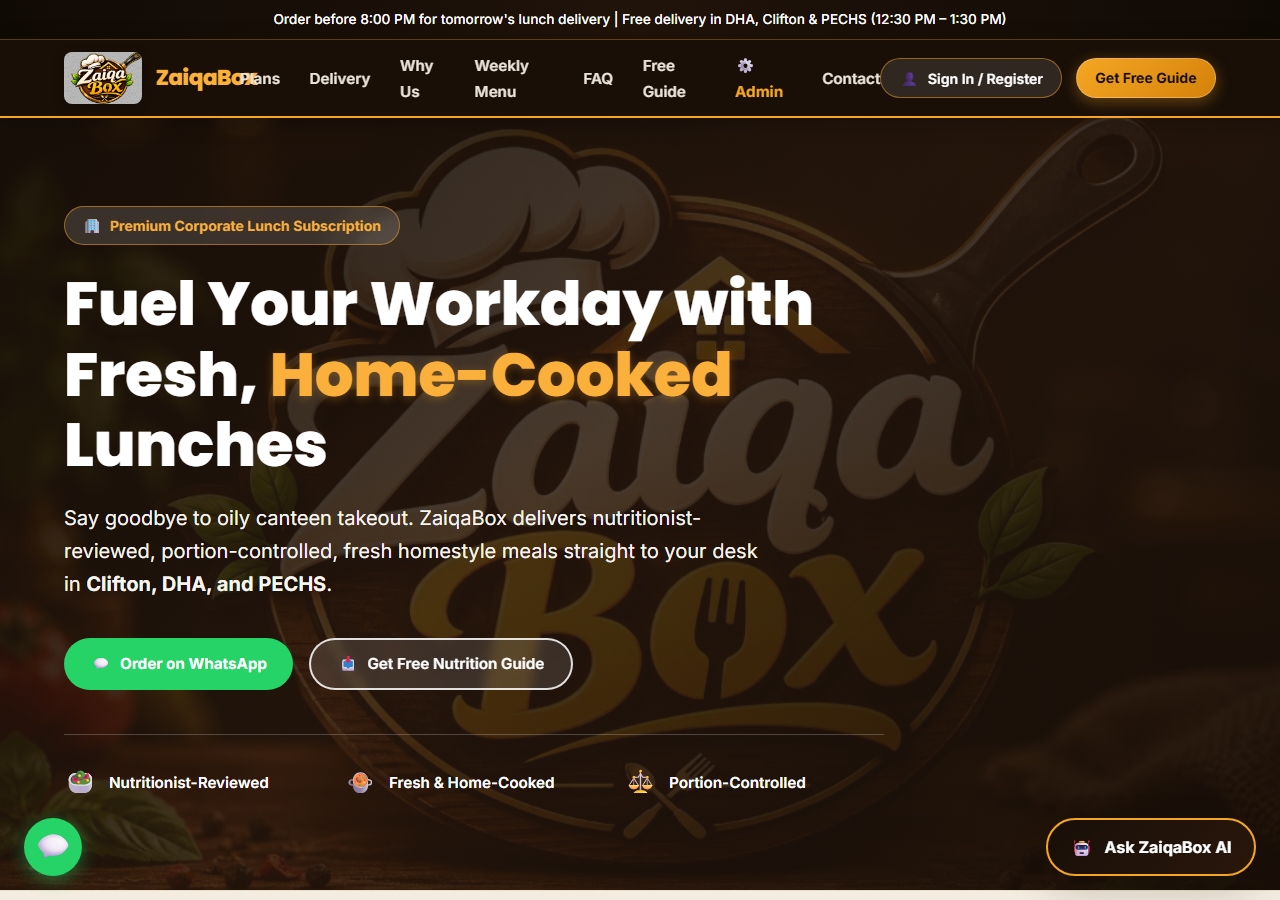 Order before 8:00 PM for tomorrow's lunch delivery | Free delivery in DHA, Clifton & PECHS (12:30 PM – 1:30 PM)
Zaiqa
Box
ZaiqaBox
Plans
Delivery
Why
Us
Weekly
Menu
FAQ
Free
Guide
Admin
Contact
Sign In / Register
Get Free Guide
Premium Corporate Lunch Subscription
Fuel Your Workday with
Fresh, Home-Cooked
Lunches
Say goodbye to oily canteen takeout. ZaiqaBox delivers nutritionist-
reviewed, portion-controlled, fresh homestyle meals straight to your desk
in Clifton, DHA, and PECHS.
Zaiqa
Box
Order on WhatsApp
Get Free Nutrition Guide
Nutritionist-Reviewed
Fresh & Home-Cooked
Portion-Controlled
Ask ZaiqaBox AI